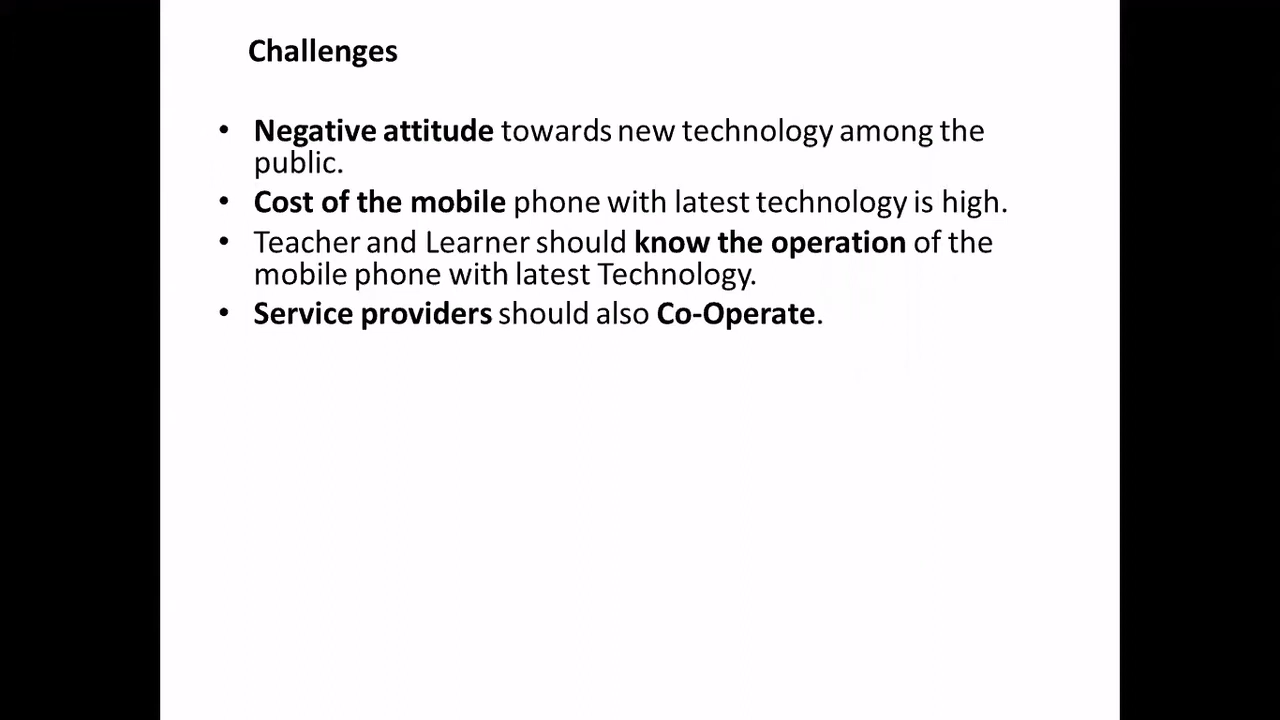 Challenges
• Negative attitude towards new technology among the
public.
• Cost of the mobile phone with latest technology is high.
• Teacher and Learner should know the operation of the
mobile phone with latest Technology.
• Service providers should also Co-Operate.